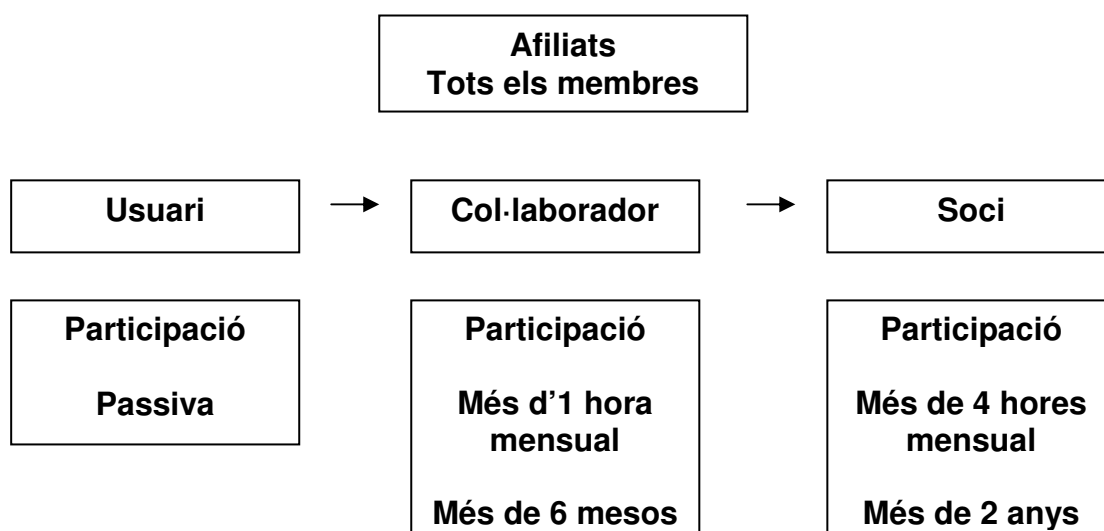 Afiliats
Tots els membres
Usuari
Col·laborador
Soci
Participació
Passiva
Participació
Més d’1 hora
mensual
Més de 6 mesos
Participació
Més de 4 hores
mensual
Més de 2 anys